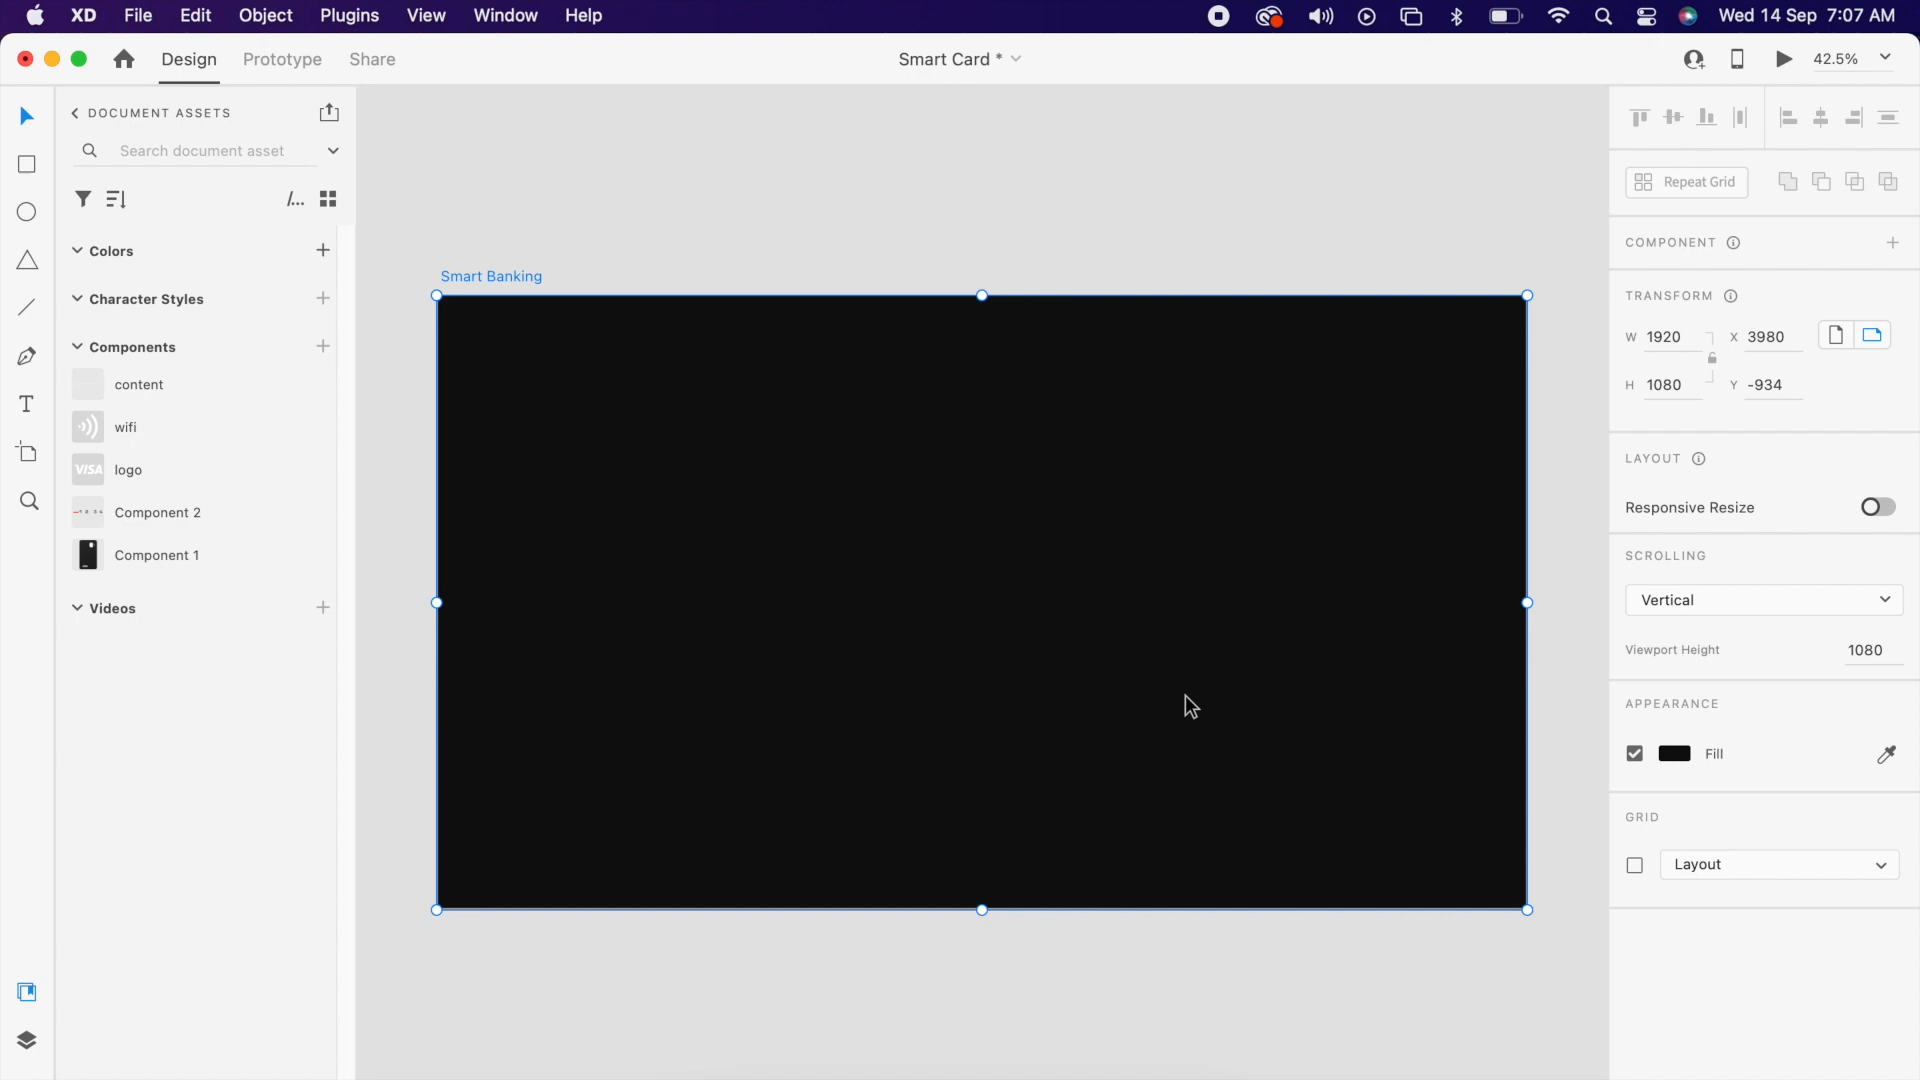 XD File Edit Object Plugins View Window Help Wed 14 Sep 7:07 AM
Design Prototype Share Smart Card * 42.5%
DOCUMENT ASSETS
Search document asset
/...
Colors
Character Styles
Components
content
wifi
VISA logo
Component 2
Component 1
Videos
Smart Banking
Repeat Grid
COMPONENT
TRANSFORM
W 1920 X 3980
H 1080 Y -934
LAYOUT
Responsive Resize
SCROLLING
Vertical
Viewport Height 1080
APPEARANCE
Fill
GRID
Layout